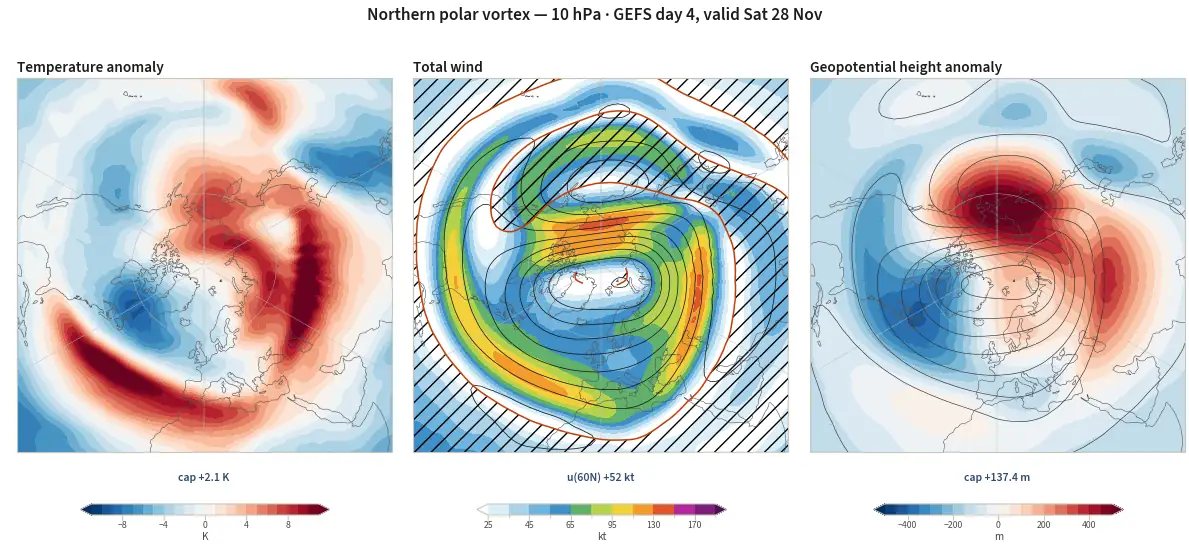 Northern polar vortex — 10 hPa · GEFS day 4, valid Sat 28 Nov
Temperature anomaly
Total wind
Geopotential height anomaly
cap +2.1 K
u(60N) +52 kt
cap +137.4 m
−8 −4 0 4 8
K
25 45 65 95 130 170
kt
−400 −200 0 200 400
m